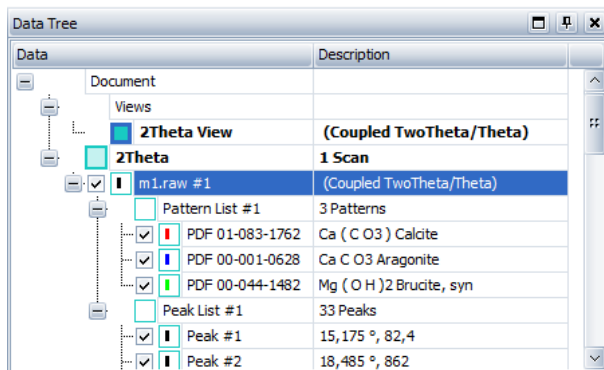 Data Tree
Data Description
Document
Views
2Theta View (Coupled TwoTheta/Theta)
2Theta 1 Scan
m1.raw #1 (Coupled TwoTheta/Theta)
Pattern List #1 3 Patterns
PDF 01-083-1762 Ca ( C O3 ) Calcite
PDF 00-001-0628 Ca C O3 Aragonite
PDF 00-044-1482 Mg ( O H )2 Brucite, syn
Peak List #1 33 Peaks
Peak #1 15,175 °, 82,4
Peak #2 18,485 °, 862